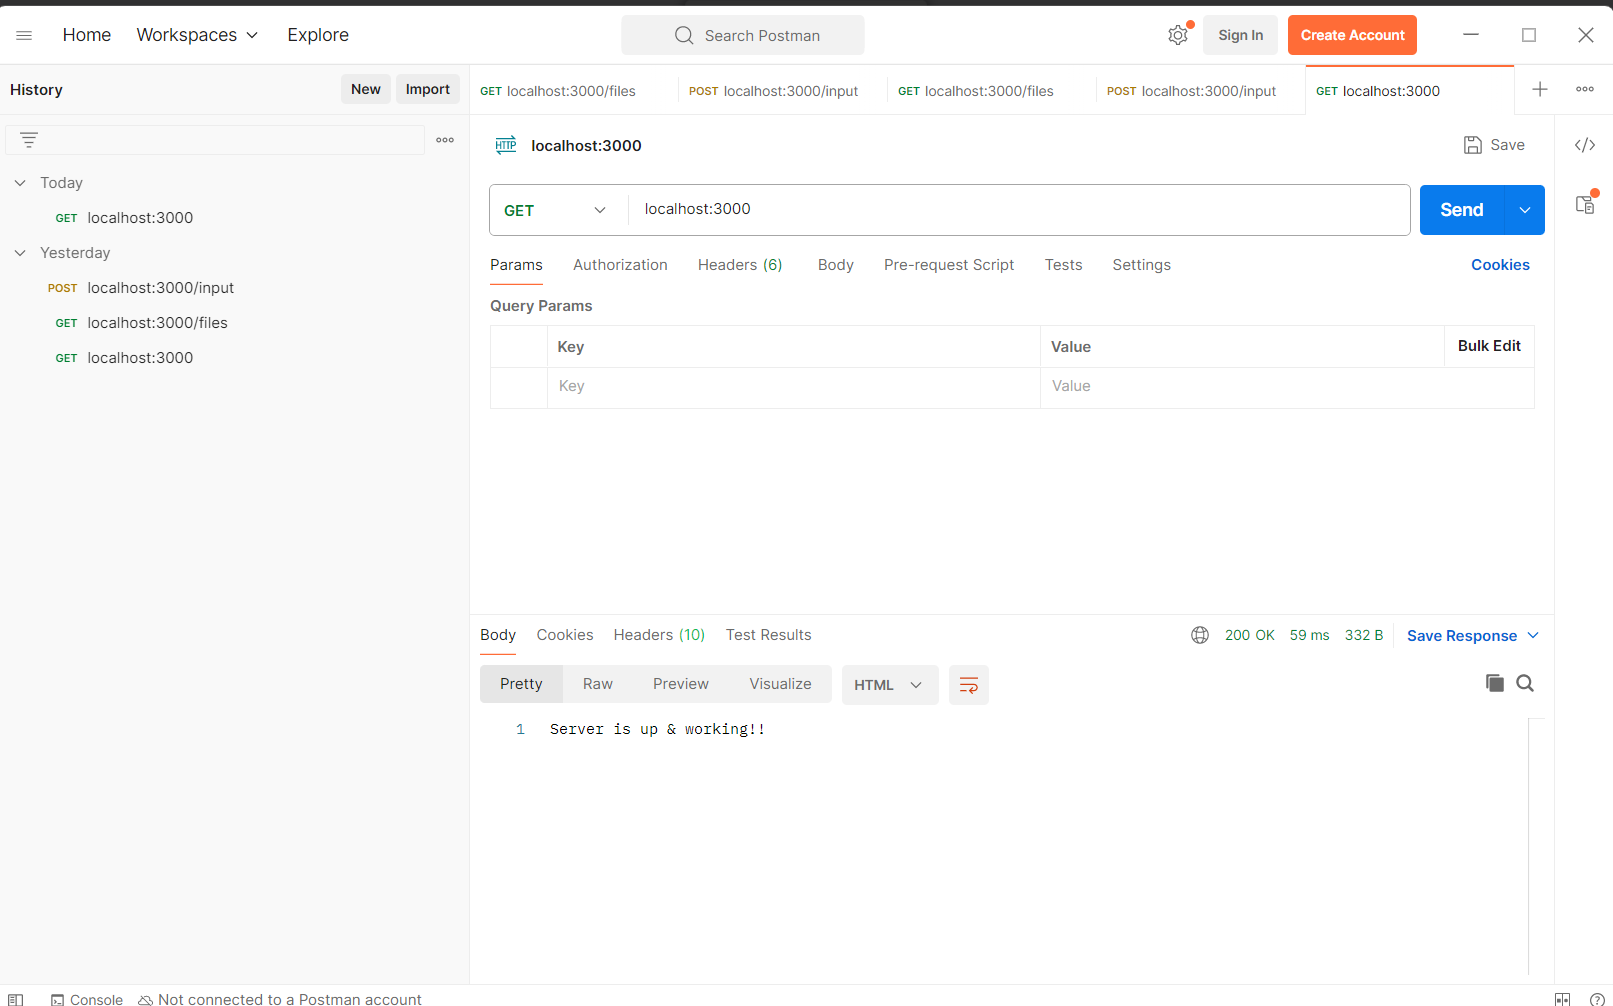 Home Workspaces Explore Search Postman Sign In Create Account
History New Import GET localhost:3000/files POST localhost:3000/input GET localhost:3000/files POST localhost:3000/input GET localhost:3000
HTTP localhost:3000 Save
Today
GET localhost:3000
GET localhost:3000 Send
Yesterday
Params Authorization Headers (6) Body Pre-request Script Tests Settings Cookies
POST localhost:3000/input
Query Params
GET localhost:3000/files
Key Value Bulk Edit
GET localhost:3000
Key Value
Body Cookies Headers (10) Test Results 200 OK 59 ms 332 B Save Response
Pretty Raw Preview Visualize HTML
1 Server is up & working!!
Console Not connected to a Postman account